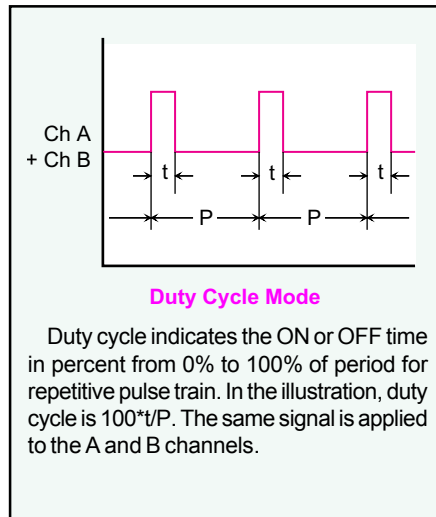 Ch A
+ Ch B
t
t
t
P
P
Duty Cycle Mode
Duty cycle indicates the ON or OFF time
in percent from 0% to 100% of period for
repetitive pulse train. In the illustration, duty
cycle is 100*t/P. The same signal is applied
to the A and B channels.